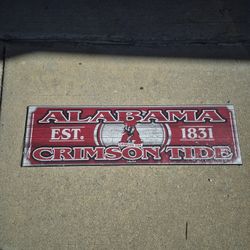 ALABAMA
EST. 1831
CRIMSON TIDE